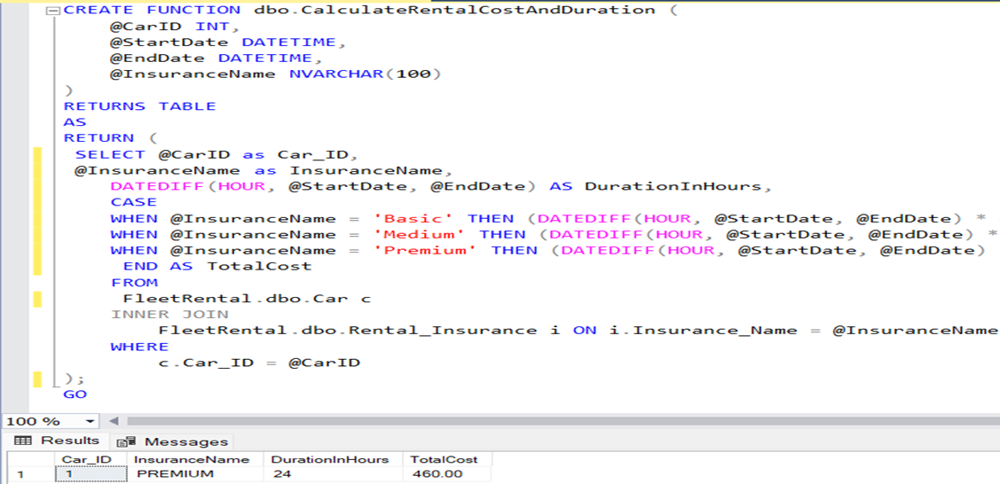 CREATE FUNCTION dbo.CalculateRentalCostAndDuration (
@CarID INT,
@StartDate DATETIME,
@EndDate DATETIME,
@InsuranceName NVARCHAR(100)
)
RETURNS TABLE
AS
RETURN (
SELECT @CarID as Car_ID,
@InsuranceName as InsuranceName,
DATEDIFF(HOUR, @StartDate, @EndDate) AS DurationInHours,
CASE
WHEN @InsuranceName = 'Basic' THEN (DATEDIFF(HOUR, @StartDate, @EndDate) *
WHEN @InsuranceName = 'Medium' THEN (DATEDIFF(HOUR, @StartDate, @EndDate) *
WHEN @InsuranceName = 'Premium' THEN (DATEDIFF(HOUR, @StartDate, @EndDate)
END AS TotalCost
FROM
FleetRental.dbo.Car c
INNER JOIN
FleetRental.dbo.Rental_Insurance i ON i.Insurance_Name = @InsuranceName
WHERE
c.Car_ID = @CarID
);
GO
100 %
Results Messages
Car_ID InsuranceName DurationInHours TotalCost
1 1 PREMIUM 24 460.00